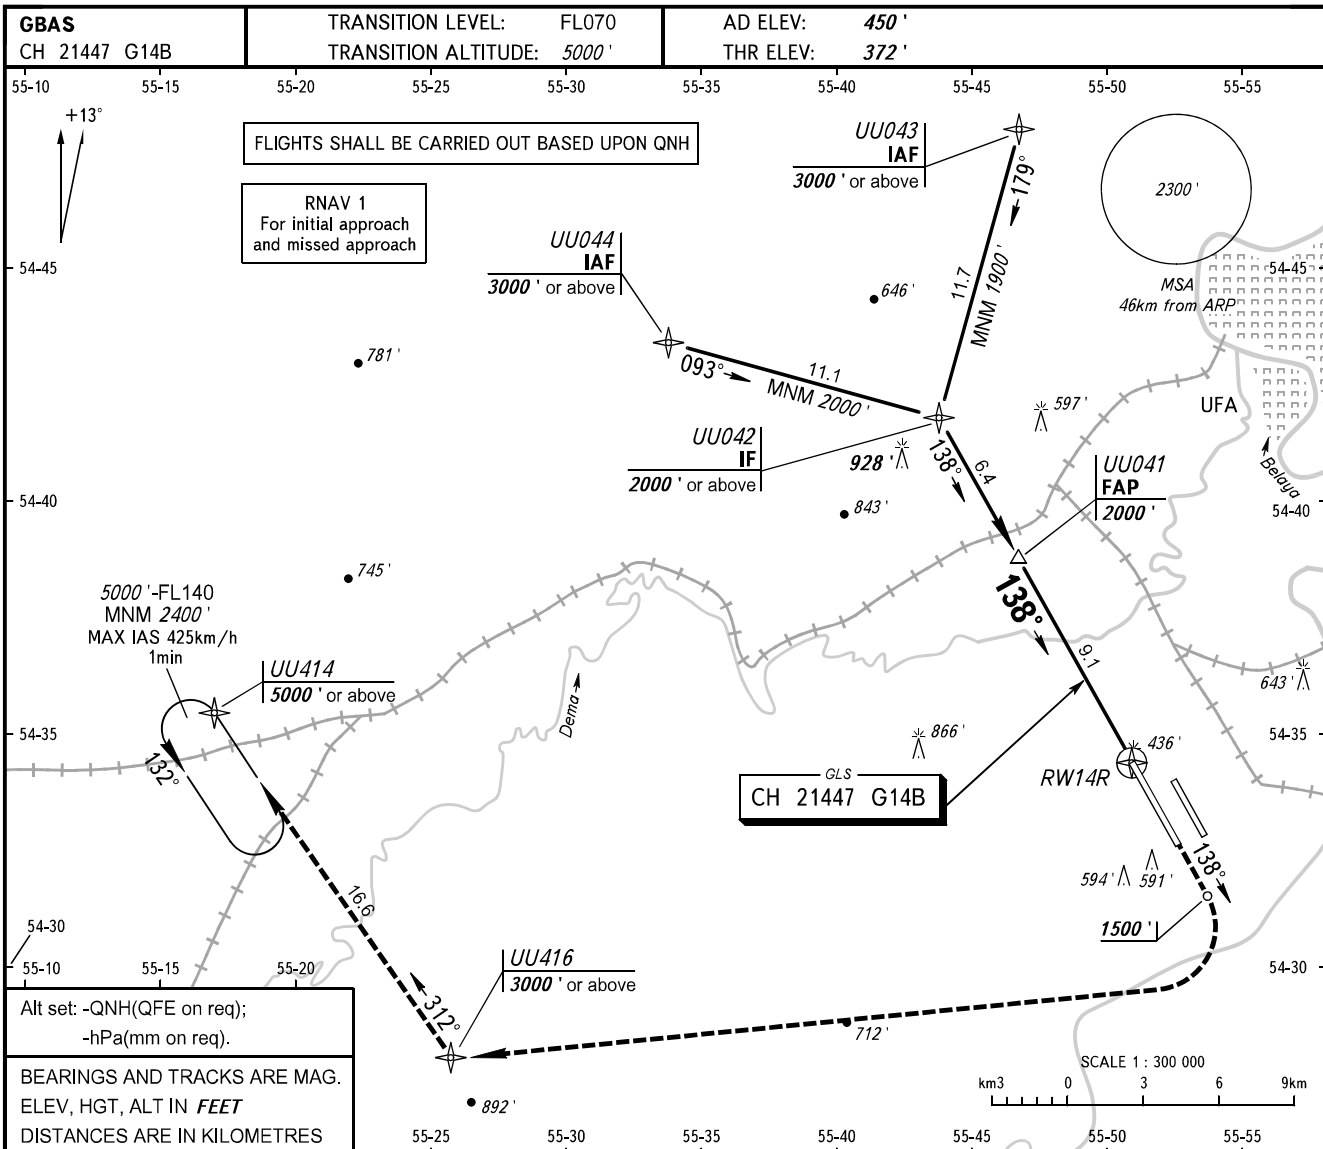 GBAS
CH 21447 G14B
TRANSITION LEVEL: FL070
TRANSITION ALTITUDE: 5000 '
AD ELEV: 450 '
THR ELEV: 372 '
55-10 55-15 55-20 55-25 55-30 55-35 55-40 55-45 55-50 55-55
+13°
FLIGHTS SHALL BE CARRIED OUT BASED UPON QNH
RNAV 1
For initial approach
and missed approach
UU043
IAF
3000 ' or above
179°
11.7
MNM 1900 '
2300 '
MSA
46km from ARP
UU044
IAF
3000 ' or above
54-45
54-45
646 '
781 '
093°
11.1
MNM 2000 '
597 '
UFA
UU042
IF
2000 ' or above
928 '
138°
6.4
UU041
FAP
2000 '
Belaya
54-40
54-40
843 '
745 '
5000 '-FL140
MNM 2400 '
MAX IAS 425km/h
1min
138°
9.1
UU414
5000 ' or above
Dema
643 '
54-35
54-35
132°
866 '
436 '
RW14R
GLS
CH 21447 G14B
138°
594 '
591 '
16.6
1500 '
54-30
54-30
55-10 55-15 55-20
UU416
3000 ' or above
312°
712 '
892 '
Alt set: -QNH(QFE on req);
-hPa(mm on req).
BEARINGS AND TRACKS ARE MAG.
ELEV, HGT, ALT IN FEET
DISTANCES ARE IN KILOMETRES
SCALE 1 : 300 000
km3 0 3 6 9km
55-25 55-30 55-35 55-40 55-45 55-50 55-55